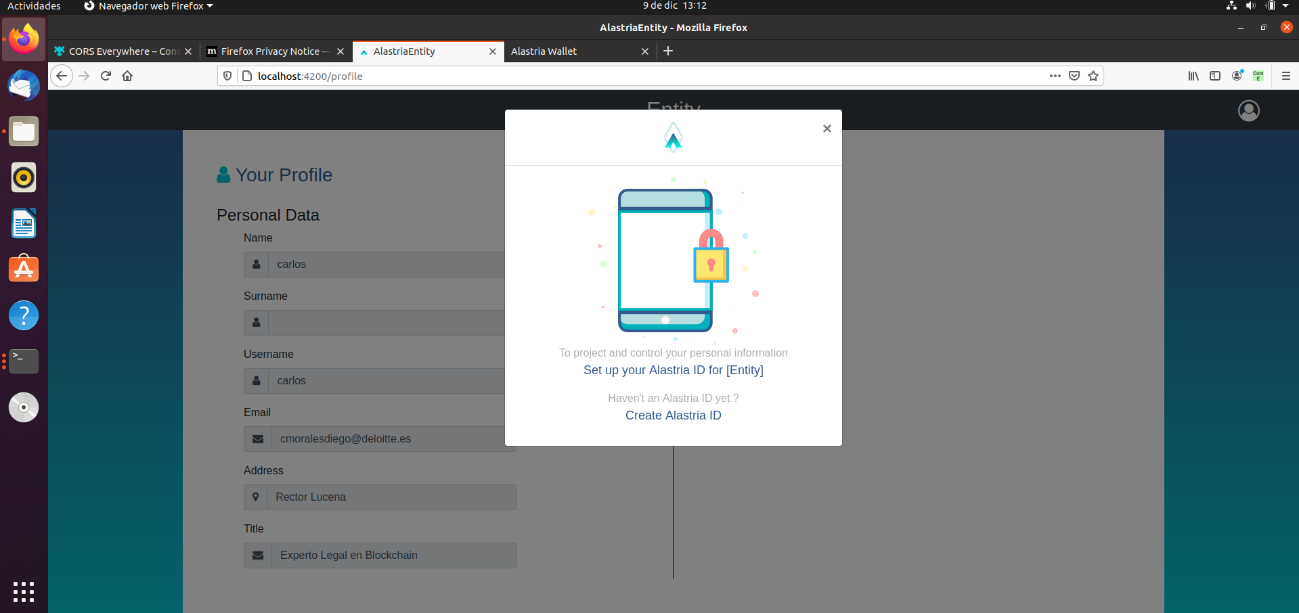 Actividades
Navegador web Firefox
9 de dic 13:12
AlastriaEntity - Mozilla Firefox
CORS Everywhere – Con
Firefox Privacy Notice —
AlastriaEntity
Alastria Wallet
localhost:4200/profile
Entity
Your Profile
Personal Data
Name
carlos
Surname
Username
carlos
Email
cmoralesdiego@deloitte.es
Address
Rector Lucena
Title
Experto Legal en Blockchain
To project and control your personal information
Set up your Alastria ID for [Entity]
Haven't an Alastria ID yet ?
Create Alastria ID